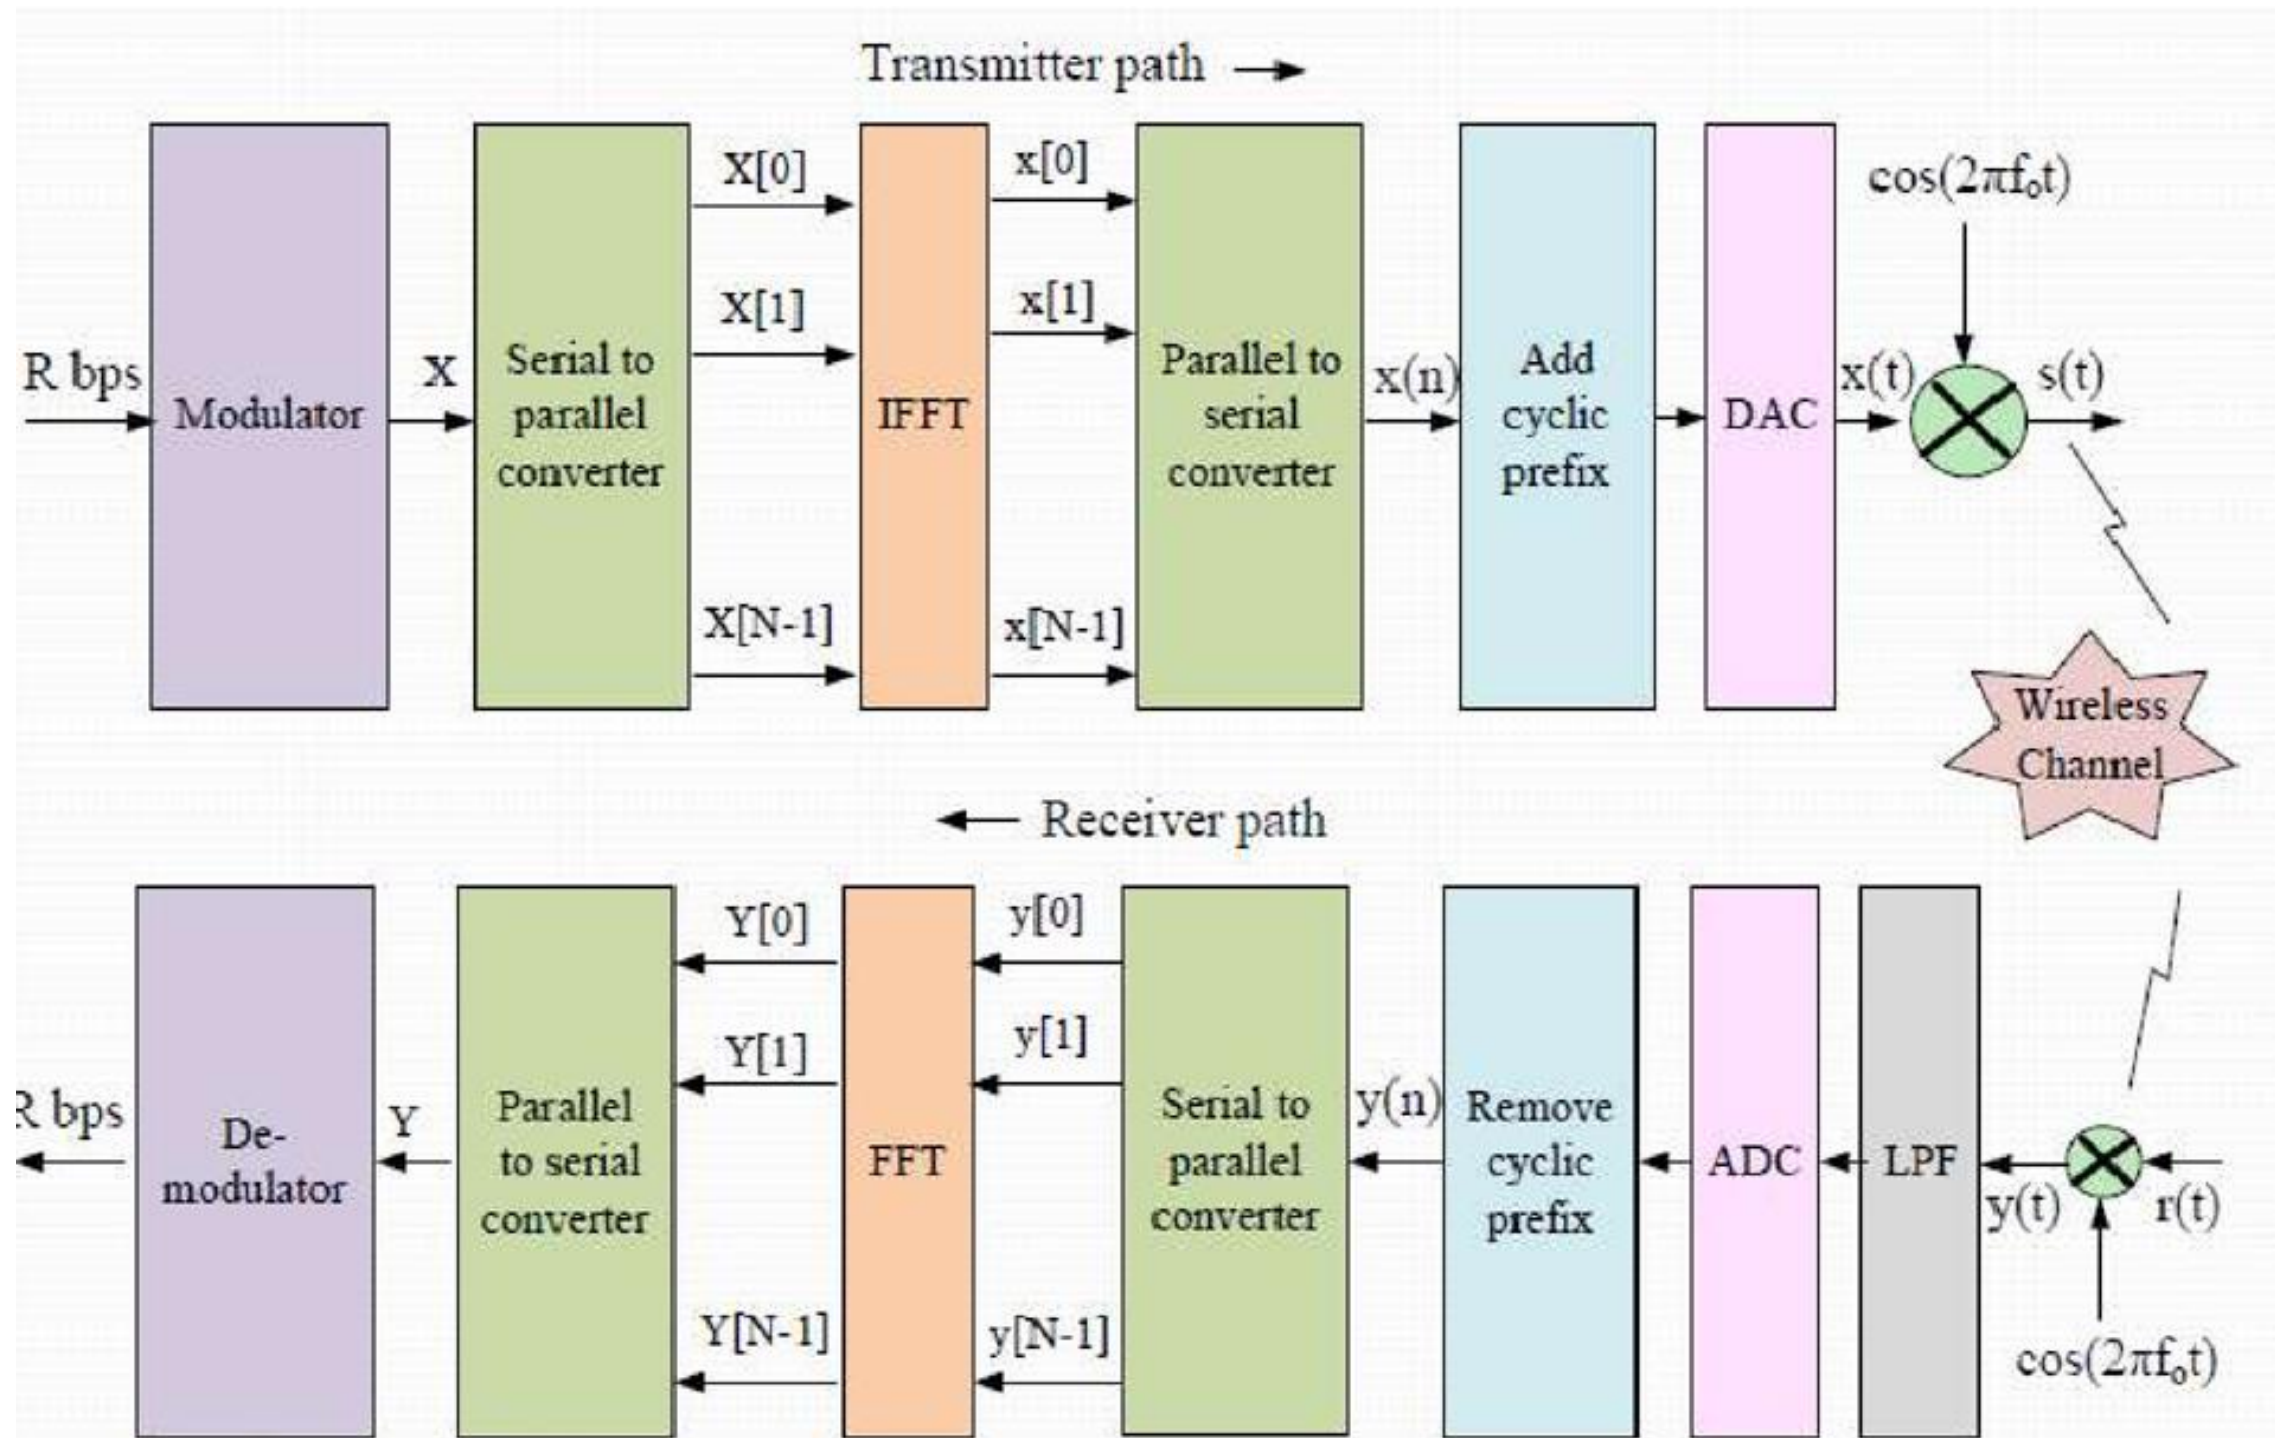 Transmitter path
R bps
Modulator
X
Serial to
parallel
converter
X[0]
X[1]
X[N-1]
IFFT
x[0]
x[1]
x[N-1]
Parallel to
serial
converter
x(n)
Add
cyclic
prefix
DAC
x(t)
cos(2πf₀t)
s(t)
Wireless
Channel
Receiver path
R bps
De-
modulator
Y
Parallel
to serial
converter
Y[0]
Y[1]
Y[N-1]
FFT
y[0]
y[1]
y[N-1]
Serial to
parallel
converter
y(n)
Remove
cyclic
prefix
ADC
LPF
y(t)
r(t)
cos(2πf₀t)